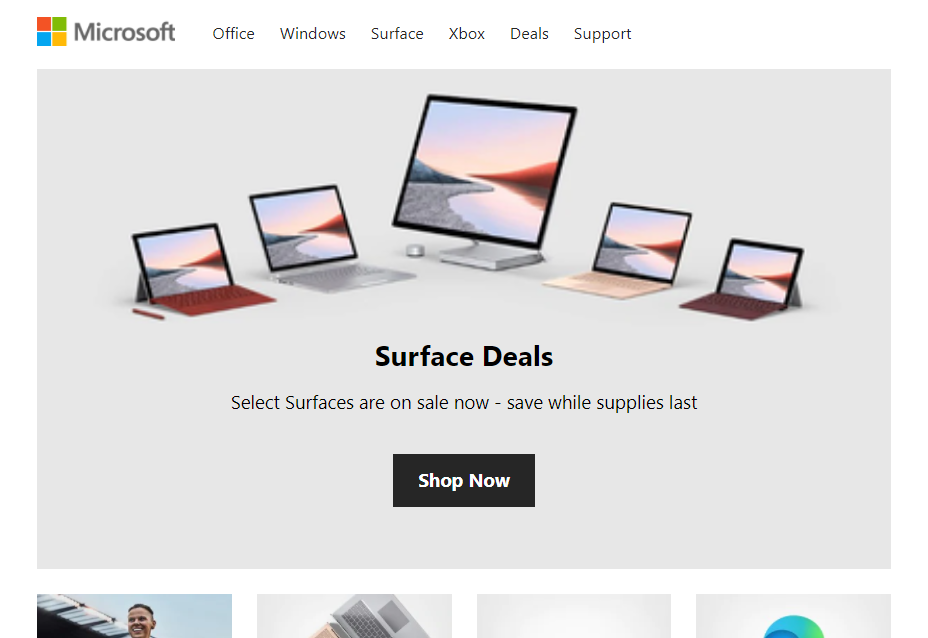 Microsoft
Office Windows Surface Xbox Deals Support
Surface Deals
Select Surfaces are on sale now - save while supplies last
Shop Now